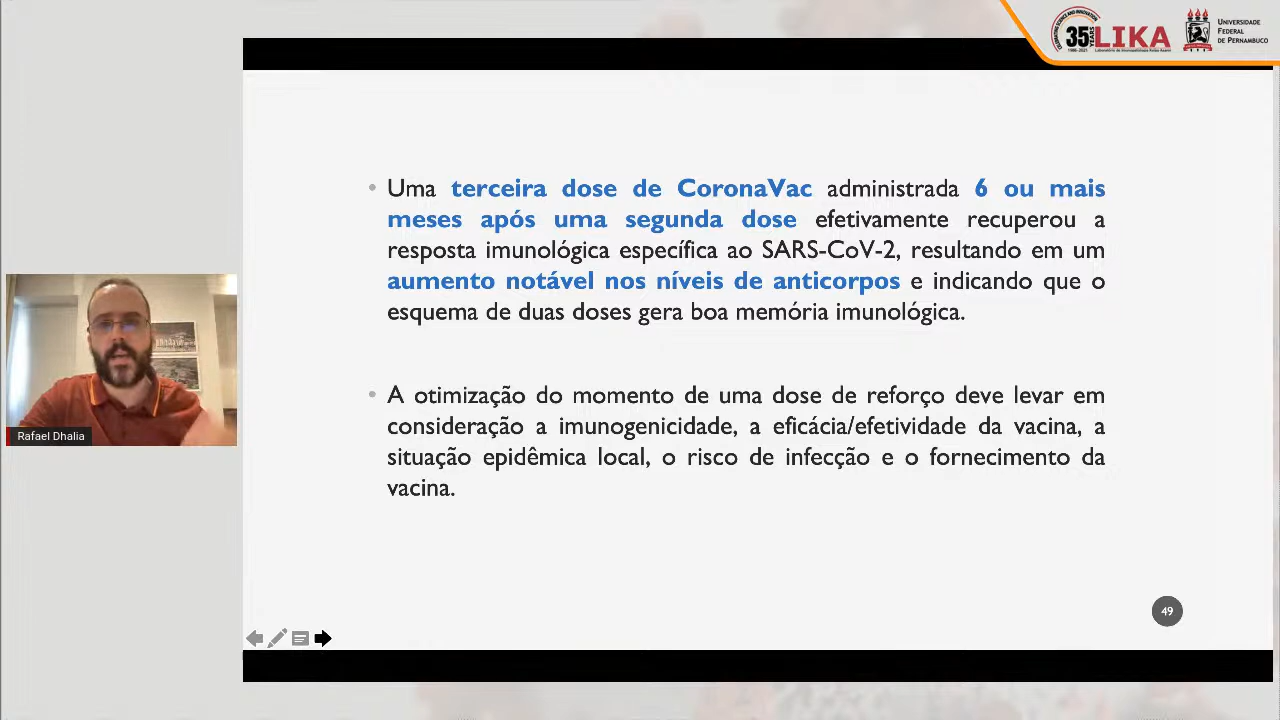 35 LIKA
UNIVERSIDADE
FEDERAL
DE PERNAMBUCO
Uma terceira dose de CoronaVac administrada 6 ou mais
meses após uma segunda dose efetivamente recuperou a
resposta imunológica específica ao SARS-CoV-2, resultando em um
aumento notável nos níveis de anticorpos e indicando que o
esquema de duas doses gera boa memória imunológica.
A otimização do momento de uma dose de reforço deve levar em
consideração a imunogenicidade, a eficácia/efetividade da vacina, a
situação epidêmica local, o risco de infecção e o fornecimento da
vacina.
Rafael Dhalia
49